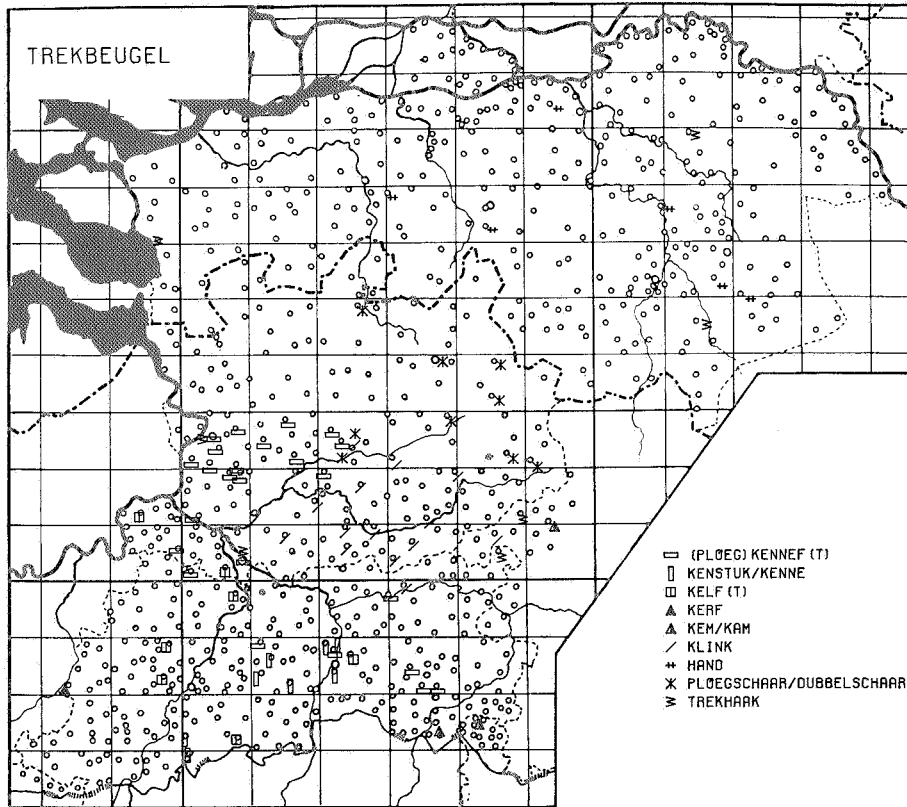 TREKBEUGEL
(PLOEG) KENNEF (T)
KENSTUK/KENNE
KELF (T)
KERF
KEM/KAM
KLINK
HAND
PLOEGSCHAAR/DUBBELSCHAAR
TREKHAAK